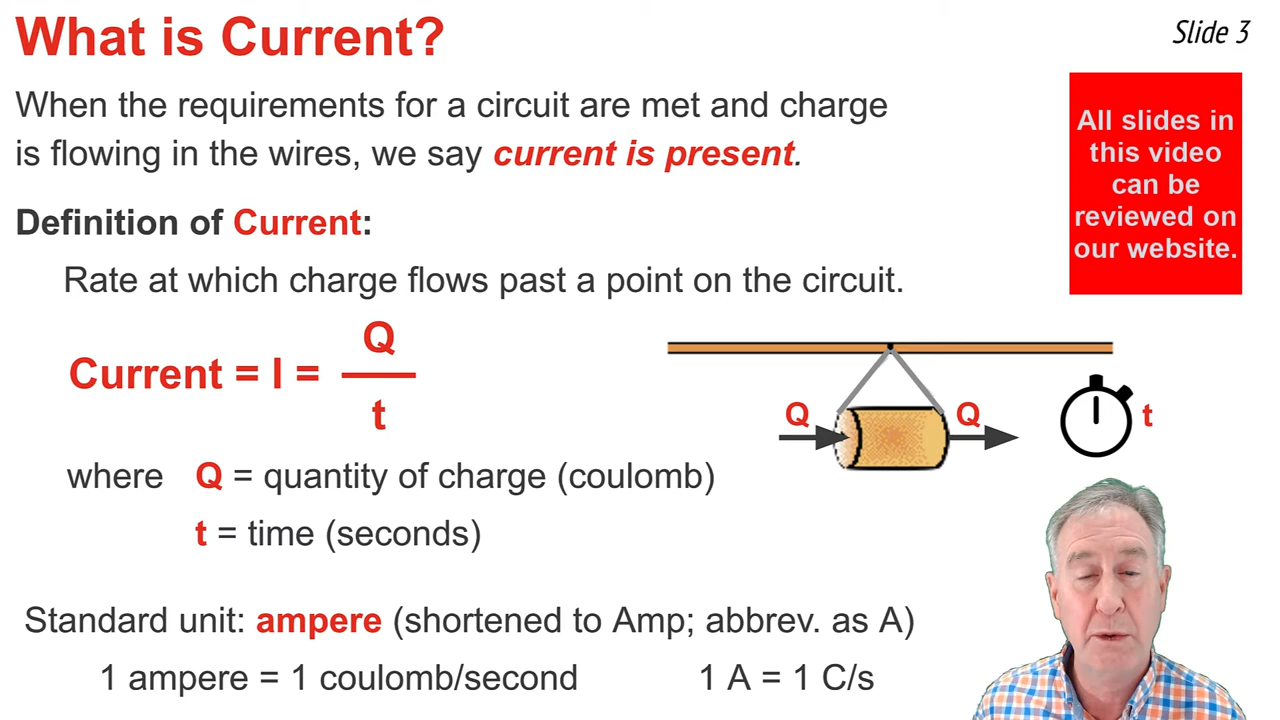 What is Current?
Slide 3
When the requirements for a circuit are met and charge
is flowing in the wires, we say current is present.
All slides in
this video
can be
reviewed on
our website.
Definition of Current:
Rate at which charge flows past a point on the circuit.
Current = I = Q
t
Q
Q
t
where Q = quantity of charge (coulomb)
t = time (seconds)
Standard unit: ampere (shortened to Amp; abbrev. as A)
1 ampere = 1 coulomb/second
1 A = 1 C/s